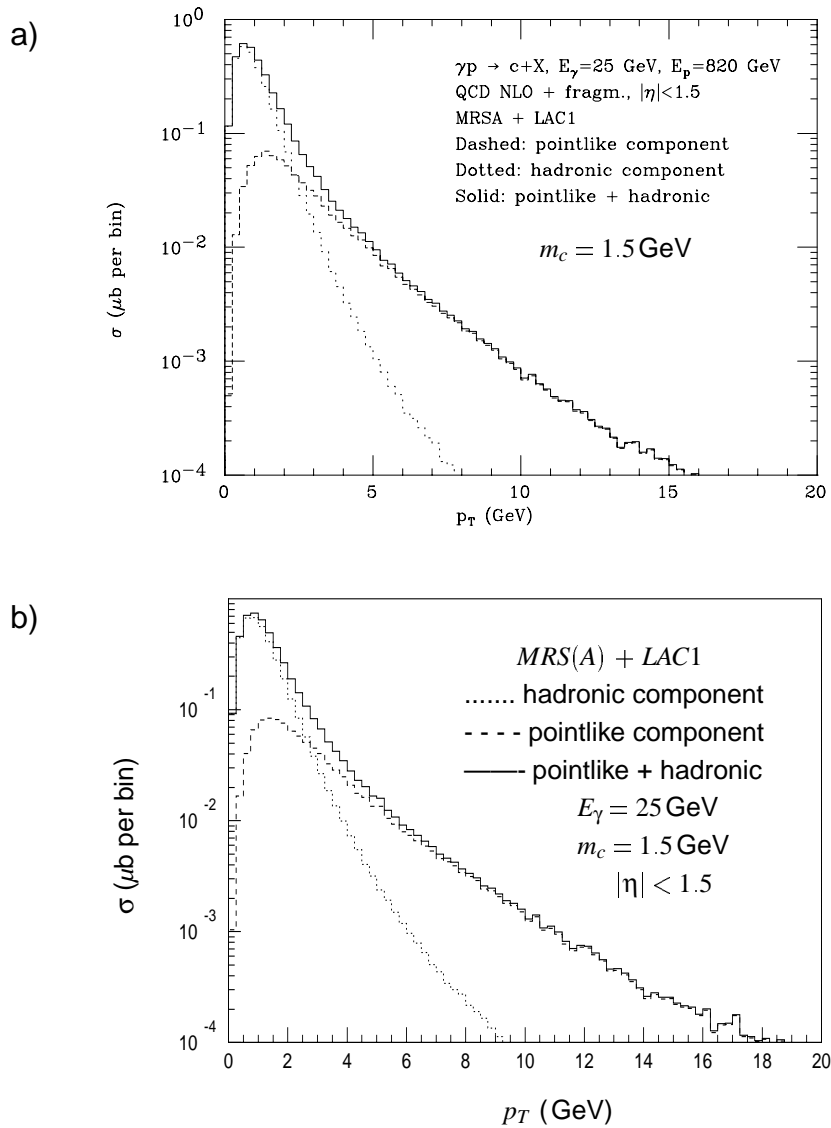 a)
10^0
10^-1
10^-2
10^-3
10^-4
σ (μb per bin)
γp → c+X, E_γ=25 GeV, E_p=820 GeV
QCD NLO + fragm., |η|<1.5
MRSA + LAC1
Dashed: pointlike component
Dotted: hadronic component
Solid: pointlike + hadronic
m_c = 1.5 GeV
0 5 10 15 20
p_T (GeV)
b)
10^-1
10^-2
10^-3
10^-4
σ (μb per bin)
MRS(A) + LAC1
....... hadronic component
- - - - pointlike component
———- pointlike + hadronic
E_γ = 25 GeV
m_c = 1.5 GeV
|η| < 1.5
0 2 4 6 8 10 12 14 16 18 20
p_T (GeV)